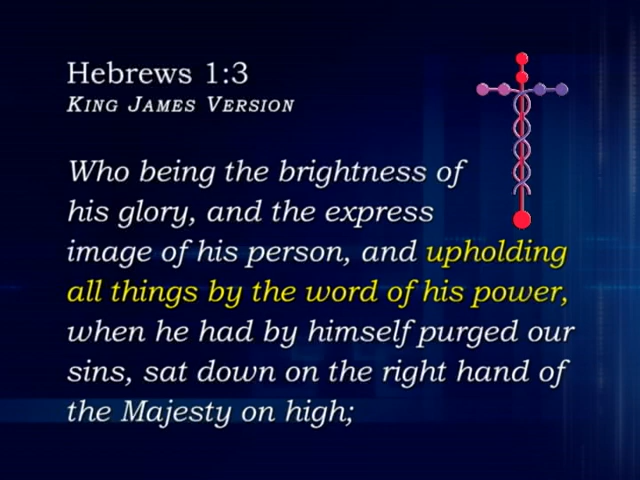 Hebrews 1:3
King James Version
Who being the brightness of
his glory, and the express
image of his person, and upholding
all things by the word of his power,
when he had by himself purged our
sins, sat down on the right hand of
the Majesty on high;